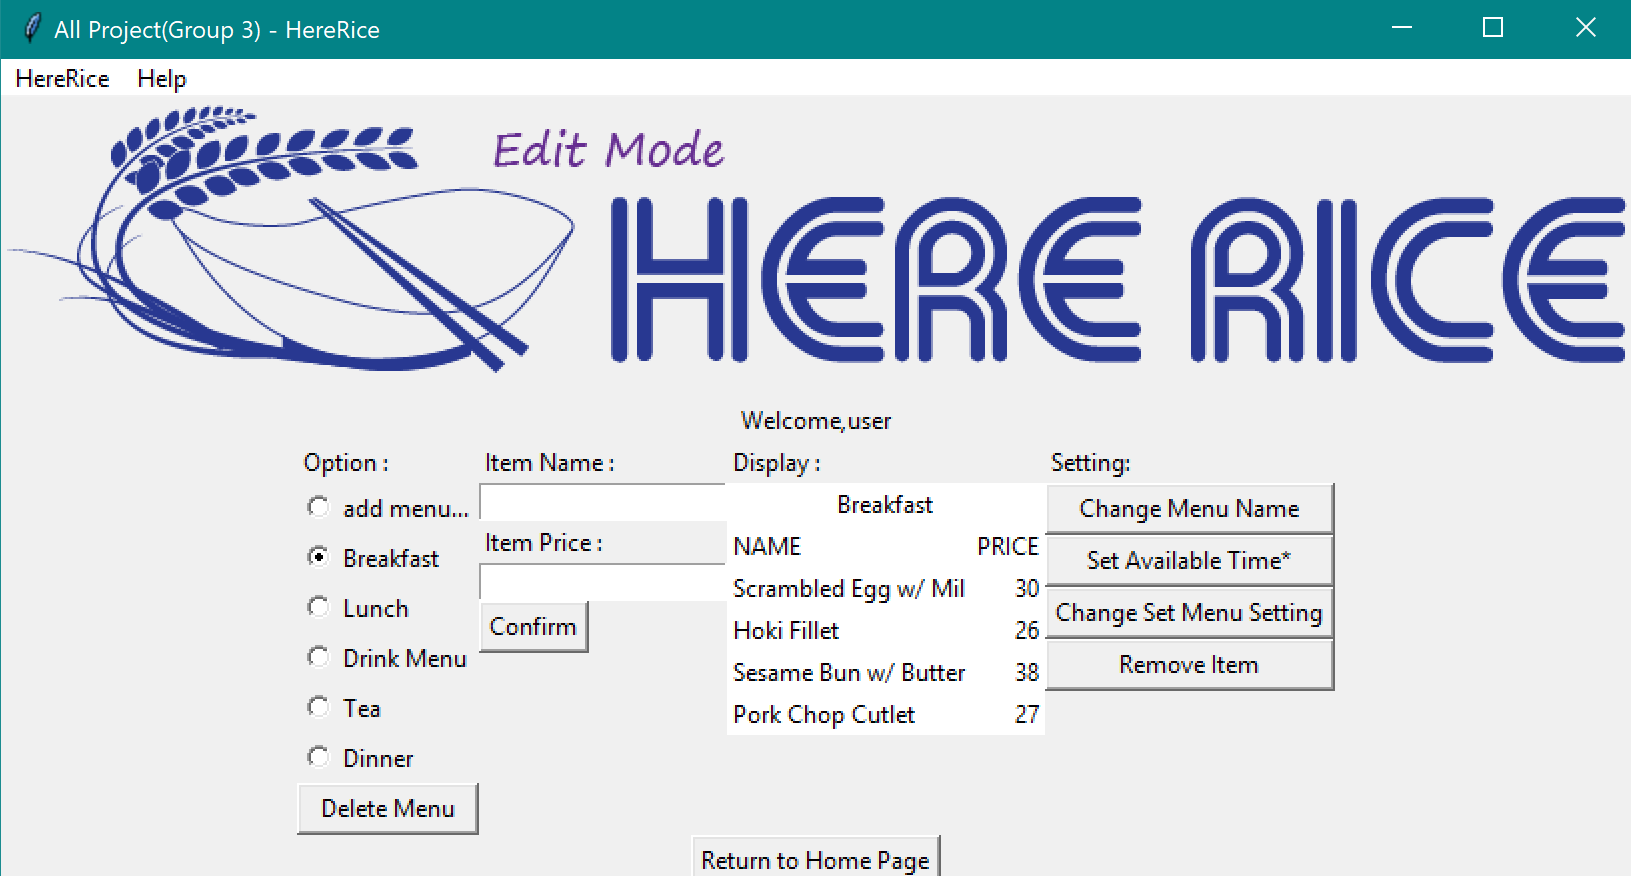 All Project(Group 3) - HereRice
HereRice Help
Edit Mode
HERE RICE
Welcome,user
Option :
add menu...
Breakfast
Lunch
Drink Menu
Tea
Dinner
Delete Menu
Item Name :
Item Price :
Confirm
Display :
Breakfast
NAME PRICE
Scrambled Egg w/ Mil 30
Hoki Fillet 26
Sesame Bun w/ Butter 38
Pork Chop Cutlet 27
Setting:
Change Menu Name
Set Available Time*
Change Set Menu Setting
Remove Item
Return to Home Page